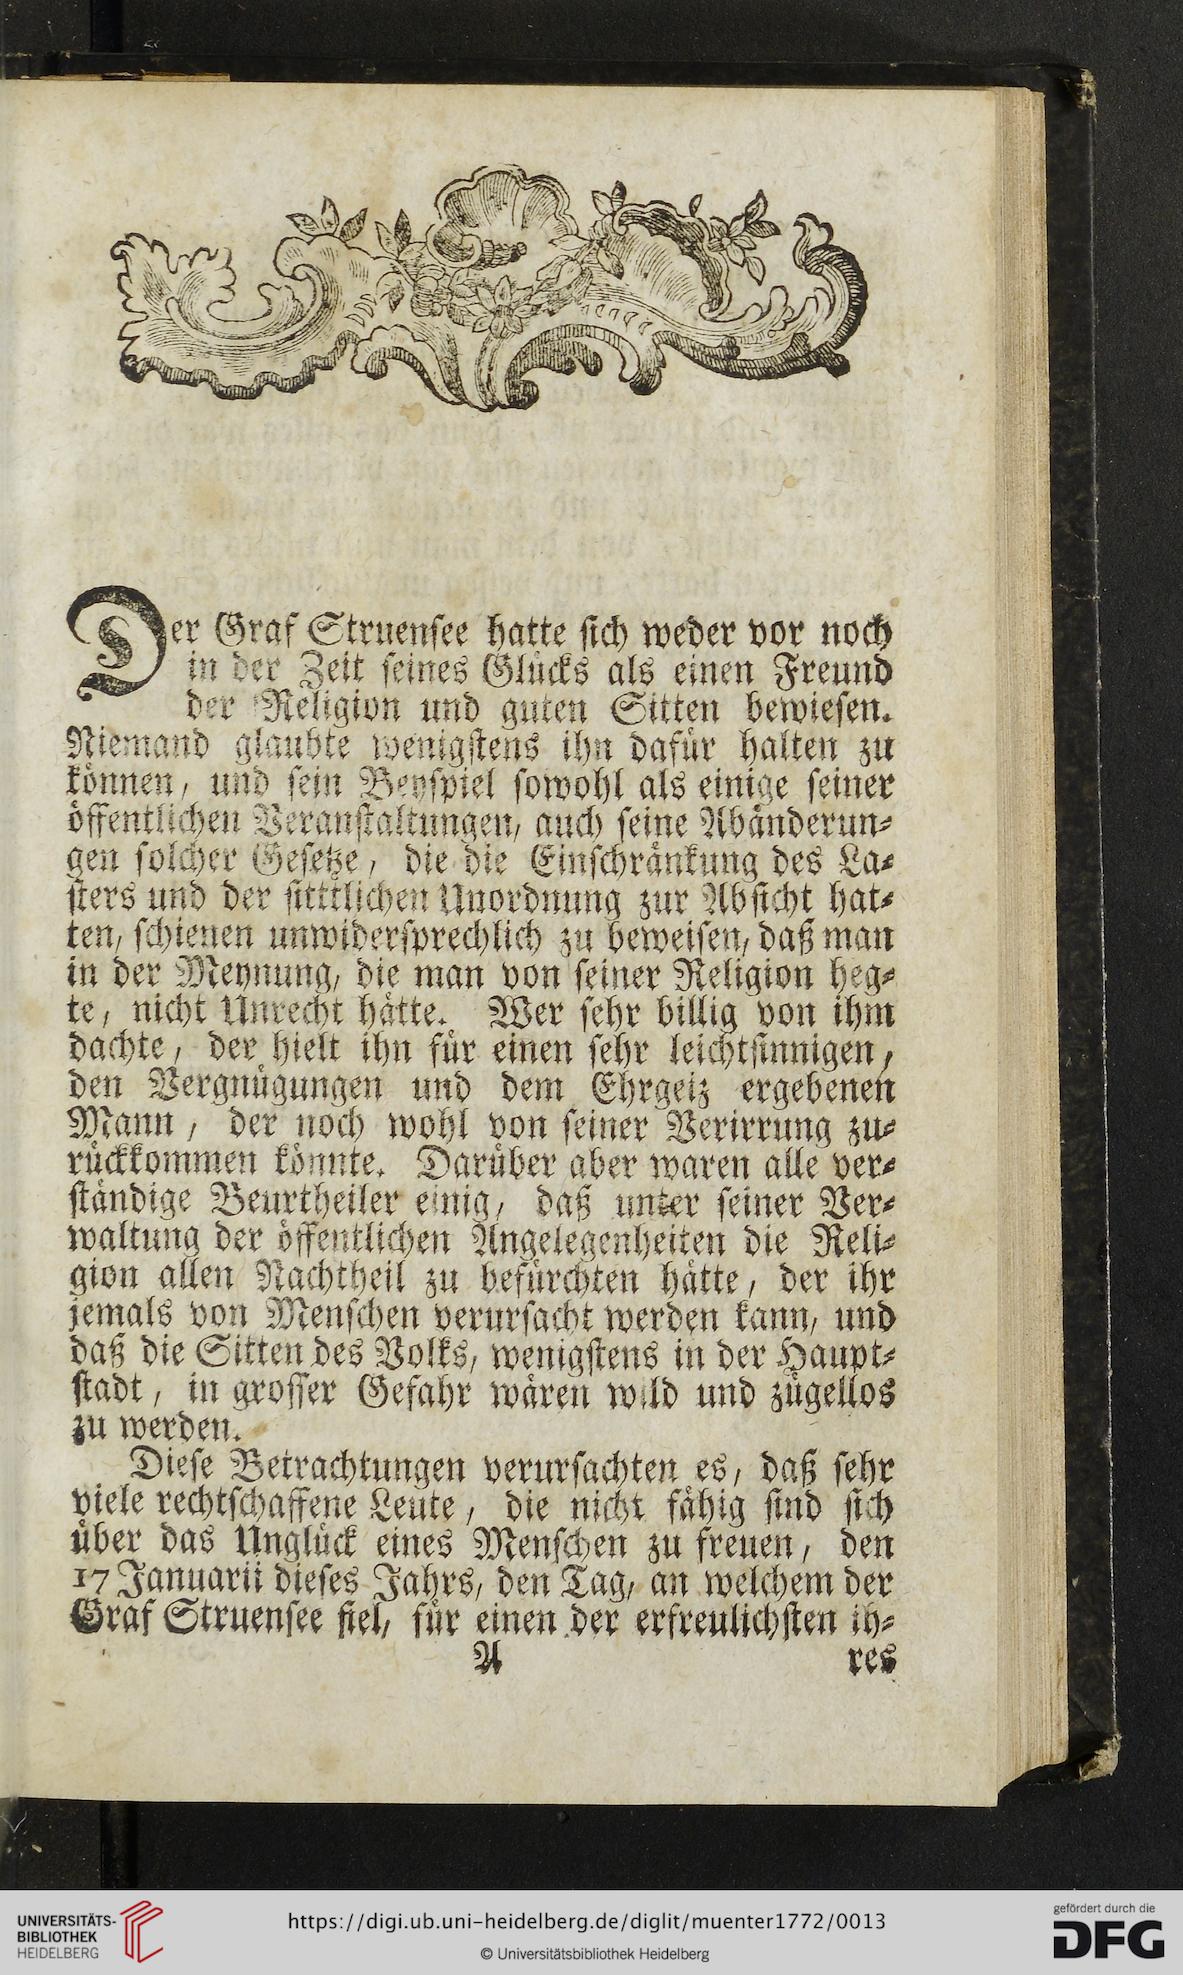 Der Graf Struensee hatte sich weder vor noch
in der Zeit seines Glücks als einen Freund
der Religion und guten Sitten bewiesen.
Niemand glaubte wenigstens ihn dafür halten zu
können, und sein Beyspiel sowohl als einige seiner
öffentlichen Veranstaltungen, auch seine Abänderun-
gen solcher Gesetze, die die Einschränkung des La-
sters und der sitttlichen Unordnung zur Absicht hat-
ten, schienen unwidersprechlich zu beweisen, daß man
in der Meynung, die man von seiner Religion heg-
te, nicht Unrecht hätte. Wer sehr billig von ihm
dachte, der hielt ihn für einen sehr leichtsinnigen,
den Vergnügungen und dem Ehrgeiz ergebenen
Mann, der noch wohl von seiner Verirrung zu-
rückkommen könnte. Darüber aber waren alle ver-
ständige Beurtheiler einig, daß unter seiner Ver-
waltung der öffentlichen Angelegenheiten die Reli-
gion allen Nachtheil zu befürchten hätte, der ihr
jemals von Menschen verursacht werden kann, und
daß die Sitten des Volks, wenigstens in der Haupt-
stadt, in grosser Gefahr wären wild und zügellos
zu werden.
Diese Betrachtungen verursachten es, daß sehr
viele rechtschaffene Leute, die nicht fähig sind sich
über das Unglück eines Menschen zu freuen, den
17 Januarii dieses Jahrs, den Tag, an welchem der
Graf Struensee fiel, für einen der erfreulichsten ih-
A res
UNIVERSITÄTS-
BIBLIOTHEK
HEIDELBERG
https://digi.ub.uni-heidelberg.de/diglit/muenter1772/0013
© Universitätsbibliothek Heidelberg
gefördert durch die
DFG